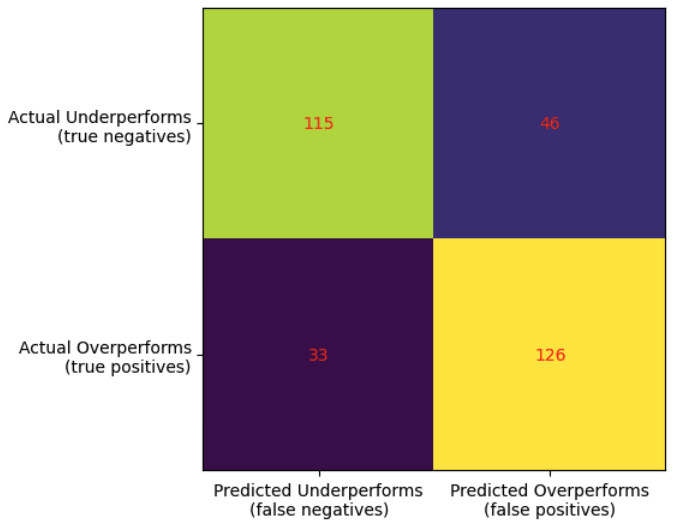 Actual Underperforms
(true negatives)
115
46
Actual Overperforms
(true positives)
33
126
Predicted Underperforms
(false negatives)
Predicted Overperforms
(false positives)